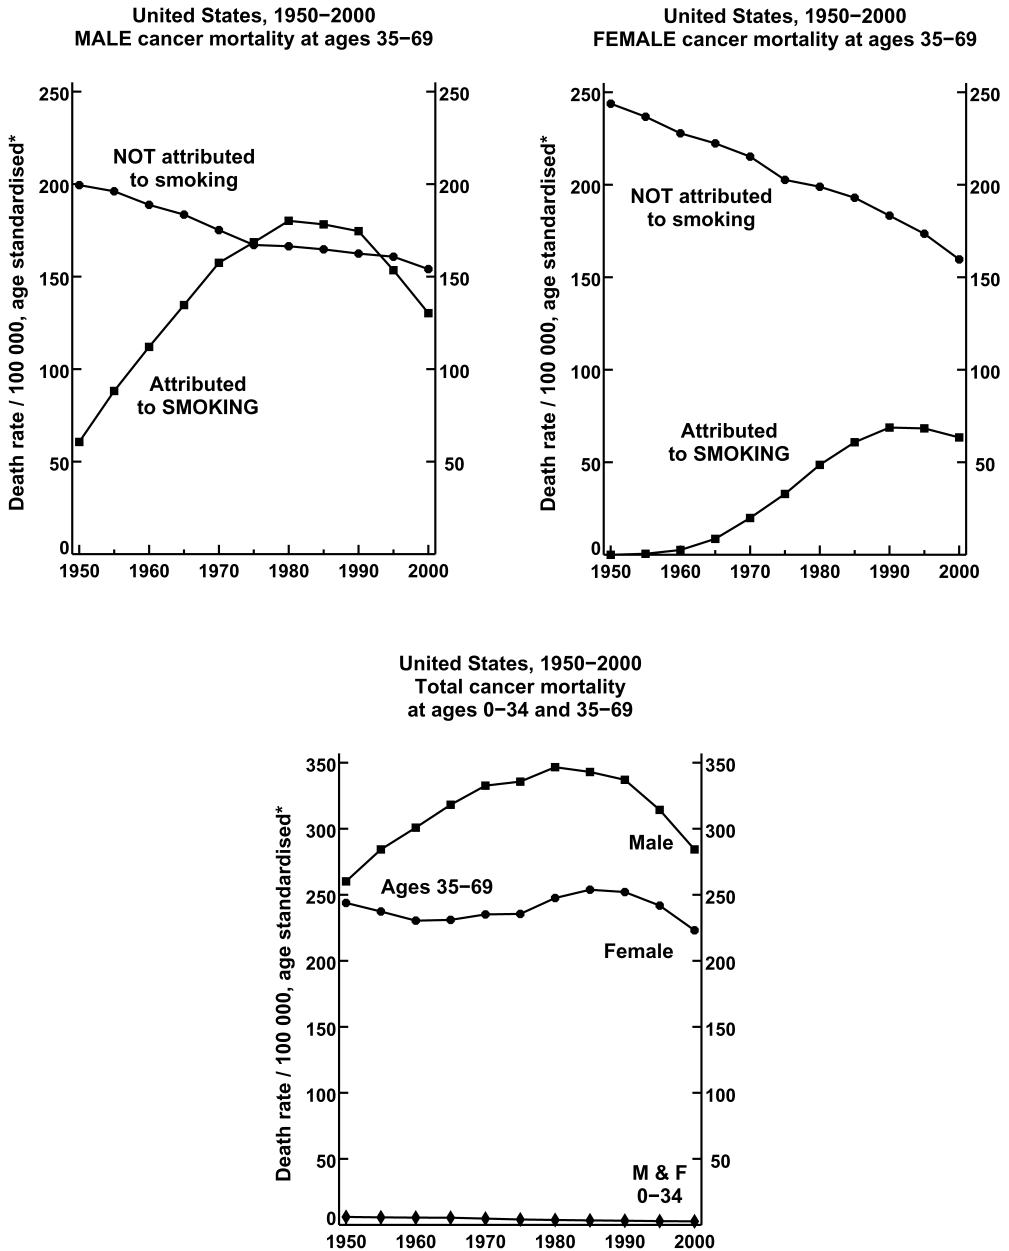 United States, 1950−2000
MALE cancer mortality at ages 35−69
Death rate / 100 000, age standardised*
250
200
150
100
50
0
250
200
150
100
50
NOT attributed
to smoking
Attributed
to SMOKING
1950 1960 1970 1980 1990 2000
United States, 1950−2000
FEMALE cancer mortality at ages 35−69
Death rate / 100 000, age standardised*
250
200
150
100
50
0
250
200
150
100
50
NOT attributed
to smoking
Attributed
to SMOKING
1950 1960 1970 1980 1990 2000
United States, 1950−2000
Total cancer mortality
at ages 0−34 and 35−69
Death rate / 100 000, age standardised*
350
300
250
200
150
100
50
0
350
300
250
200
150
100
50
Male
Ages 35−69
Female
M & F
0−34
1950 1960 1970 1980 1990 2000